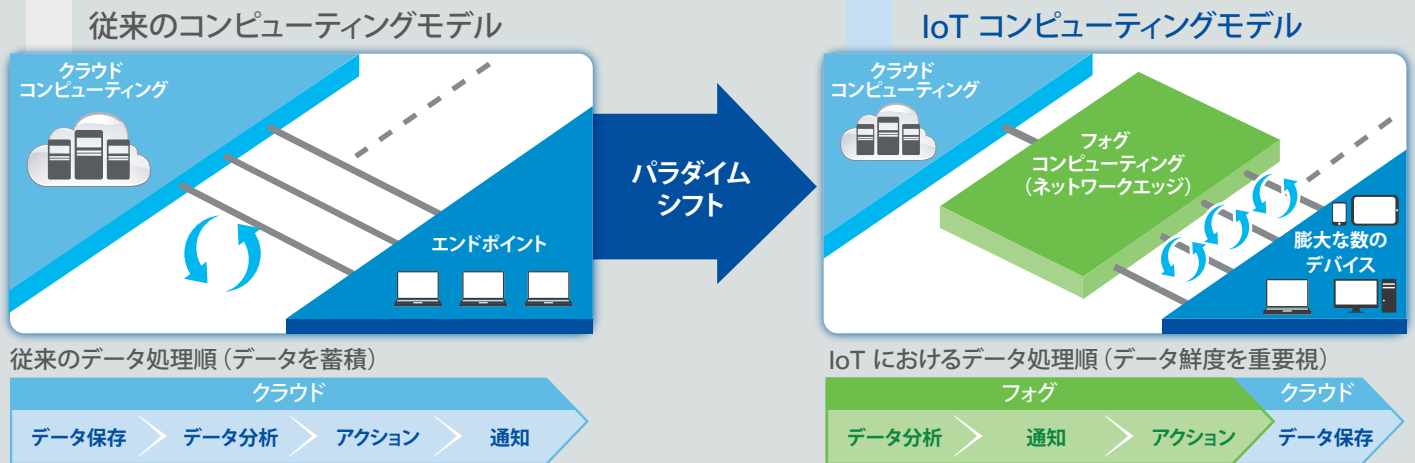 従来のコンピューティングモデル
クラウド
コンピューティング
エンドポイント
パラダイム
シフト
IoT コンピューティングモデル
クラウド
コンピューティング
フォグ
コンピューティング
（ネットワークエッジ）
膨大な数の
デバイス
従来のデータ処理順（データを蓄積）
クラウド
データ保存 データ分析 アクション 通知
IoT におけるデータ処理順（データ鮮度を重要視）
フォグ クラウド
データ分析 通知 アクション データ保存